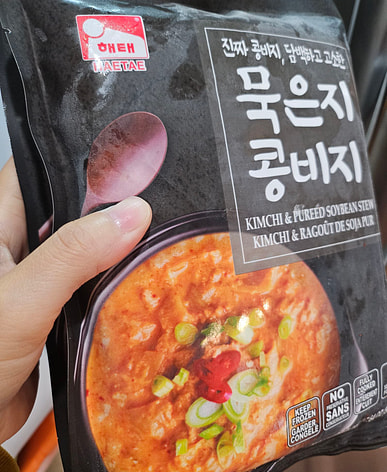 해태
HAETAE
진짜 콩비지, 담백하고 고소한
묵은지
콩비지
KIMCHI & PUREED SOYBEAN STEW
KIMCHI & RAGOÛT DE SOJA PUR
KEEP
FROZEN
GARDER
CONGELÉ
NO
SANS
FULLY
COOKED
ENTIÈREMENT
CUIT